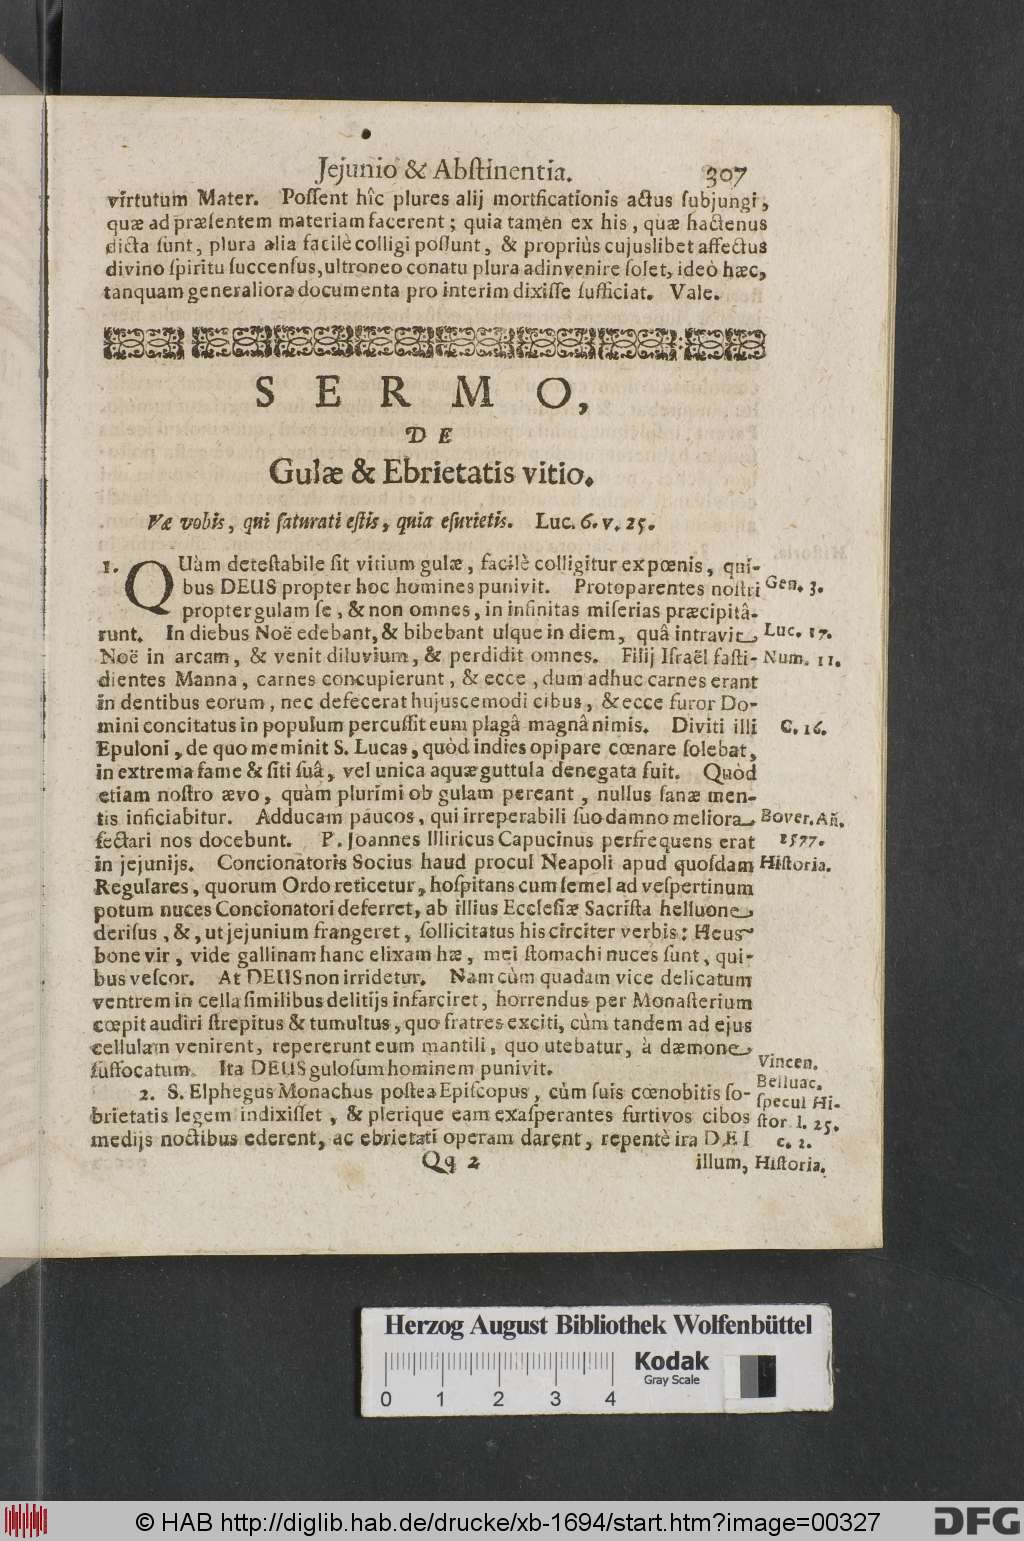 Jejunio & Abſtinentia. 307
virtutum Mater. Poſſent hîc plures alij mortficationis actus ſubjungi,
quæ ad præſentem materiam facerent; quia tamen ex his, quæ hactenus
dicta ſunt, plura alia facilè colligi poſſunt, & propriùs cujuslibet affectus
divino ſpiritu ſuccenſus, ultroneo conatu plura adinvenire ſolet, ideò hæc,
tanquam generaliora documenta pro interim dixiſſe ſufficiat. Vale.
SERMO,
DE
Gulæ & Ebrietatis vitio.
Væ vobis, qui ſaturati eſtis, quia eſurietis. Luc. 6. v. 25.
1. QUàm deteſtabile ſit vitium gulæ, facilè colligitur ex pœnis, qui-
bus DEUS propter hoc homines punivit. Protoparentes noſtri Gen. 3.
propter gulam ſe, & non omnes, in infinitas miſerias præcipitâ-
runt. In diebus Noë edebant, & bibebant uſque in diem, quâ intravit Luc. 17.
Noë in arcam, & venit diluvium, & perdidit omnes. Filij Iſraël faſti- Num. 11.
dientes Manna, carnes concupierunt, & ecce, dum adhuc carnes erant
in dentibus eorum, nec defecerat hujuscemodi cibus, & ecce furor Do-
mini concitatus in populum percuſſit eum plagâ magnâ nimis. Diviti illi C. 16.
Epuloni, de quo meminit S. Lucas, quòd indies opipare cœnare ſolebat,
in extrema fame & ſiti ſuâ, vel unica aquæ guttula denegata fuit. Quòd
etiam noſtro ævo, quàm plurimi ob gulam pereant, nullus ſanæ men-
tis inficiabitur. Adducam paucos, qui irreperabili ſuo damno meliora Bover. Añ.
ſectari nos docebunt. P. Joannes Illiricus Capucinus perfrequens erat 1577.
in jejunijs. Concionatoris Socius haud procul Neapoli apud quoſdam Hiſtoria.
Regulares, quorum Ordo reticetur, hoſpitans cum ſemel ad veſpertinum
potum nuces Concionatori deferret, ab illius Eccleſiæ Sacriſta helluone
deriſus, &, ut jejunium frangeret, ſollicitatus his circiter verbis: Heus
bone vir, vide gallinam hanc elixam hæ, mei ſtomachi nuces ſunt, qui-
bus veſcor. At DEUS non irridetur. Nam cùm quadam vice delicatum
ventrem in cella ſimilibus delitijs infarciret, horrendus per Monaſterium
cœpit audiri ſtrepitus & tumultus, quo fratres exciti, cùm tandem ad ejus
cellulam venirent, repererunt eum mantili, quo utebatur, à dæmone
ſuffocatum. Ita DEUS guloſum hominem punivit. Vincen.
2. S. Elphegus Monachus poſtea Epiſcopus, cùm ſuis cœnobitis ſo- Belluac.
brietatis legem indixiſſet, & plerique eam exaſperantes furtivos cibos ſpecul Hi-
medijs noctibus ederent, ac ebrietati operam darent, repentè ira DEI ſtor l. 25.
c. 2.
Qq 2 illum, Hiſtoria.
Herzog August Bibliothek Wolfenbüttel
Kodak
Gray Scale
0 1 2 3 4
© HAB http://diglib.hab.de/drucke/xb-1694/start.htm?image=00327
DFG